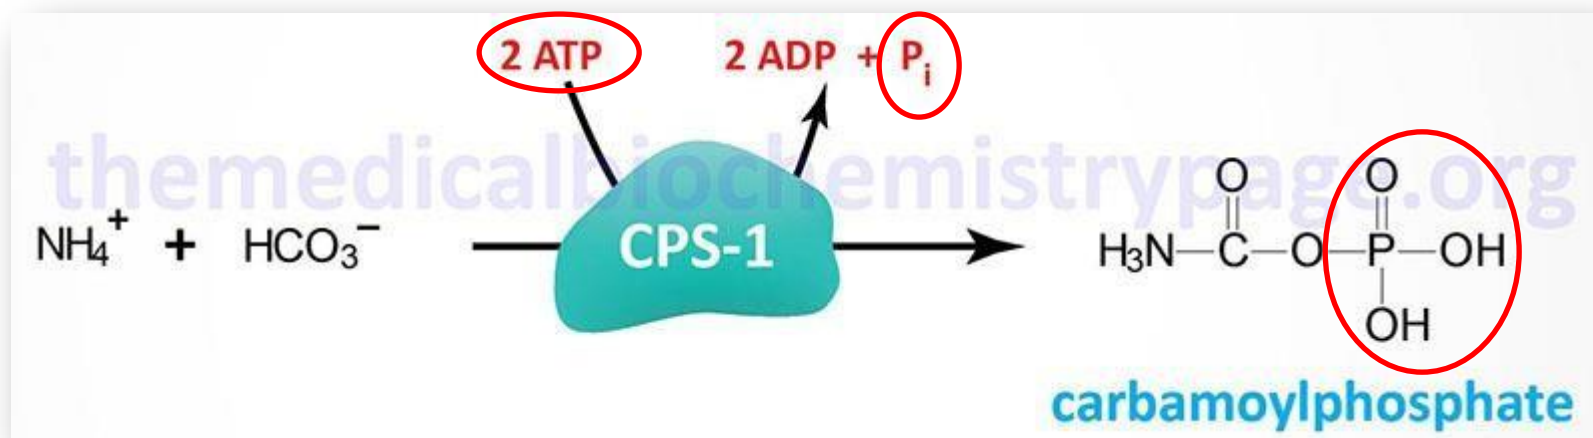 2 ATP 2 ADP + Pᵢ
themedicalbiochemistrypage.org
NH₄⁺ + HCO₃⁻ CPS-1 H₃N—C—O—P—OH
O O
OH
carbamoylphosphate